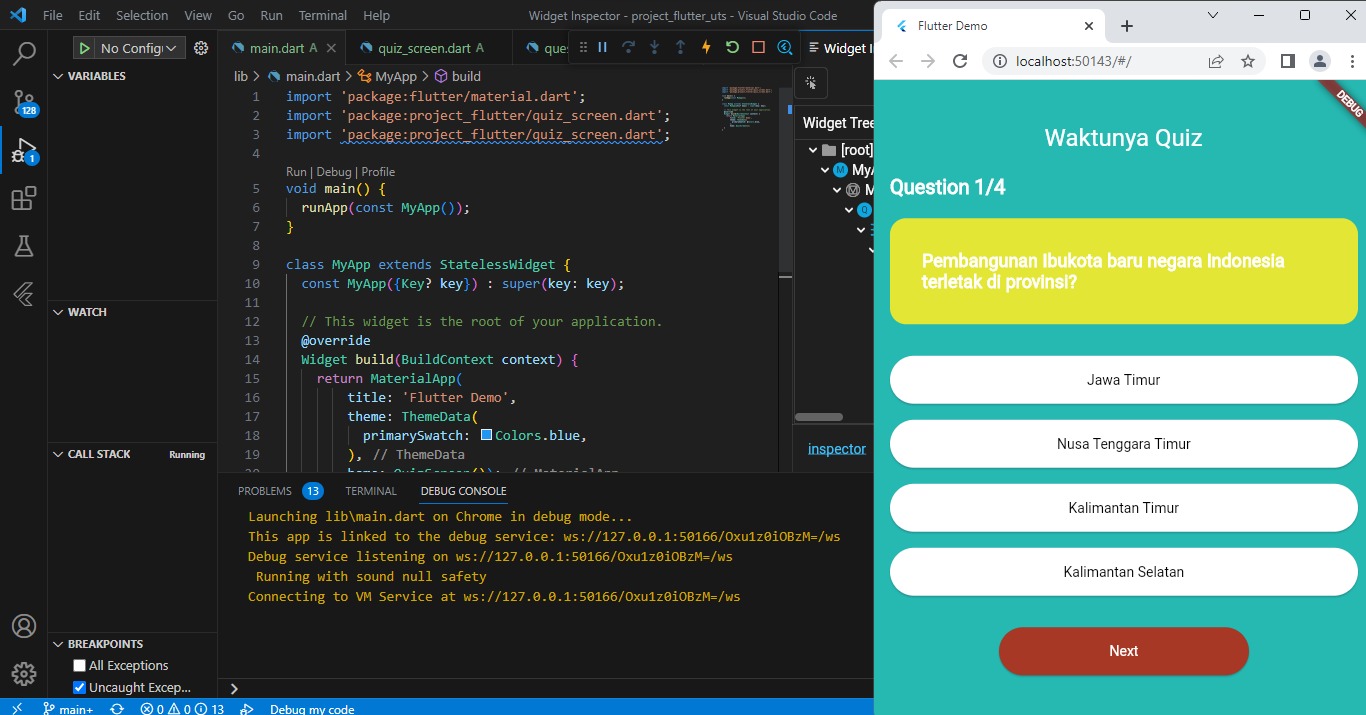 File Edit Selection View Go Run Terminal Help
Widget Inspector - project_flutter_uts - Visual Studio Code
No Config
main.dart A
quiz_screen.dart A
Widget I
lib > main.dart > MyApp > build
VARIABLES
WATCH
CALL STACK
Running
BREAKPOINTS
All Exceptions
Uncaught Excep...
128
1
1 import 'package:flutter/material.dart';
2 import 'package:project_flutter/quiz_screen.dart';
3 import 'package:project_flutter/quiz_screen.dart';
4
Run | Debug | Profile
5 void main() {
6 runApp(const MyApp());
7 }
8
9 class MyApp extends StatelessWidget {
10 const MyApp({Key? key}) : super(key: key);
11
12 // This widget is the root of your application.
13 @override
14 Widget build(BuildContext context) {
15 return MaterialApp(
16 title: 'Flutter Demo',
17 theme: ThemeData(
18 primarySwatch: Colors.blue,
19 ), // ThemeData
Widget Tree
[root]
MyA
M
inspector
PROBLEMS 13 TERMINAL DEBUG CONSOLE
Launching lib\main.dart on Chrome in debug mode...
This app is linked to the debug service: ws://127.0.0.1:50166/Oxu1z0iOBzM=/ws
Debug service listening on ws://127.0.0.1:50166/Oxu1z0iOBzM=/ws
Running with sound null safety
Connecting to VM Service at ws://127.0.0.1:50166/Oxu1z0iOBzM=/ws
main+ 0 0 13 Debug my code
Flutter Demo
localhost:50143/#/
DEBUG
Waktunya Quiz
Question 1/4
Pembangunan Ibukota baru negara Indonesia
terletak di provinsi?
Jawa Timur
Nusa Tenggara Timur
Kalimantan Timur
Kalimantan Selatan
Next